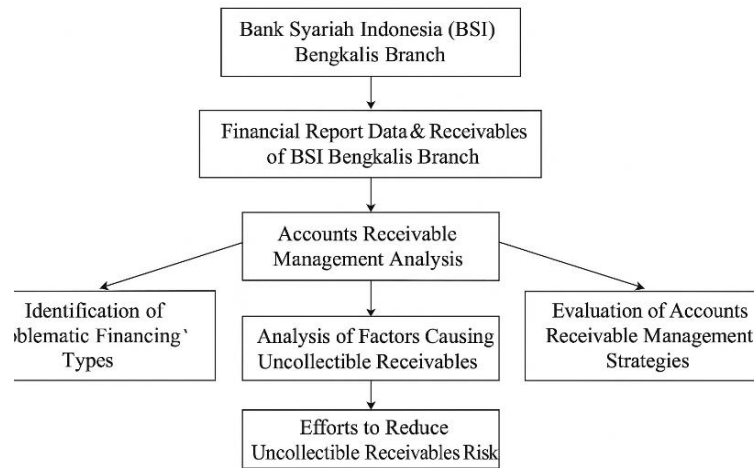 Bank Syariah Indonesia (BSI)
Bengkalis Branch
Financial Report Data & Receivables
of BSI Bengkalis Branch
Accounts Receivable
Management Analysis
Identification of
oblematic Financing`
Types
Analysis of Factors Causing
Uncollectible Receivables
Evaluation of Accounts
Receivable Management
Strategies
Efforts to Reduce
Uncollectible Receivables Risk